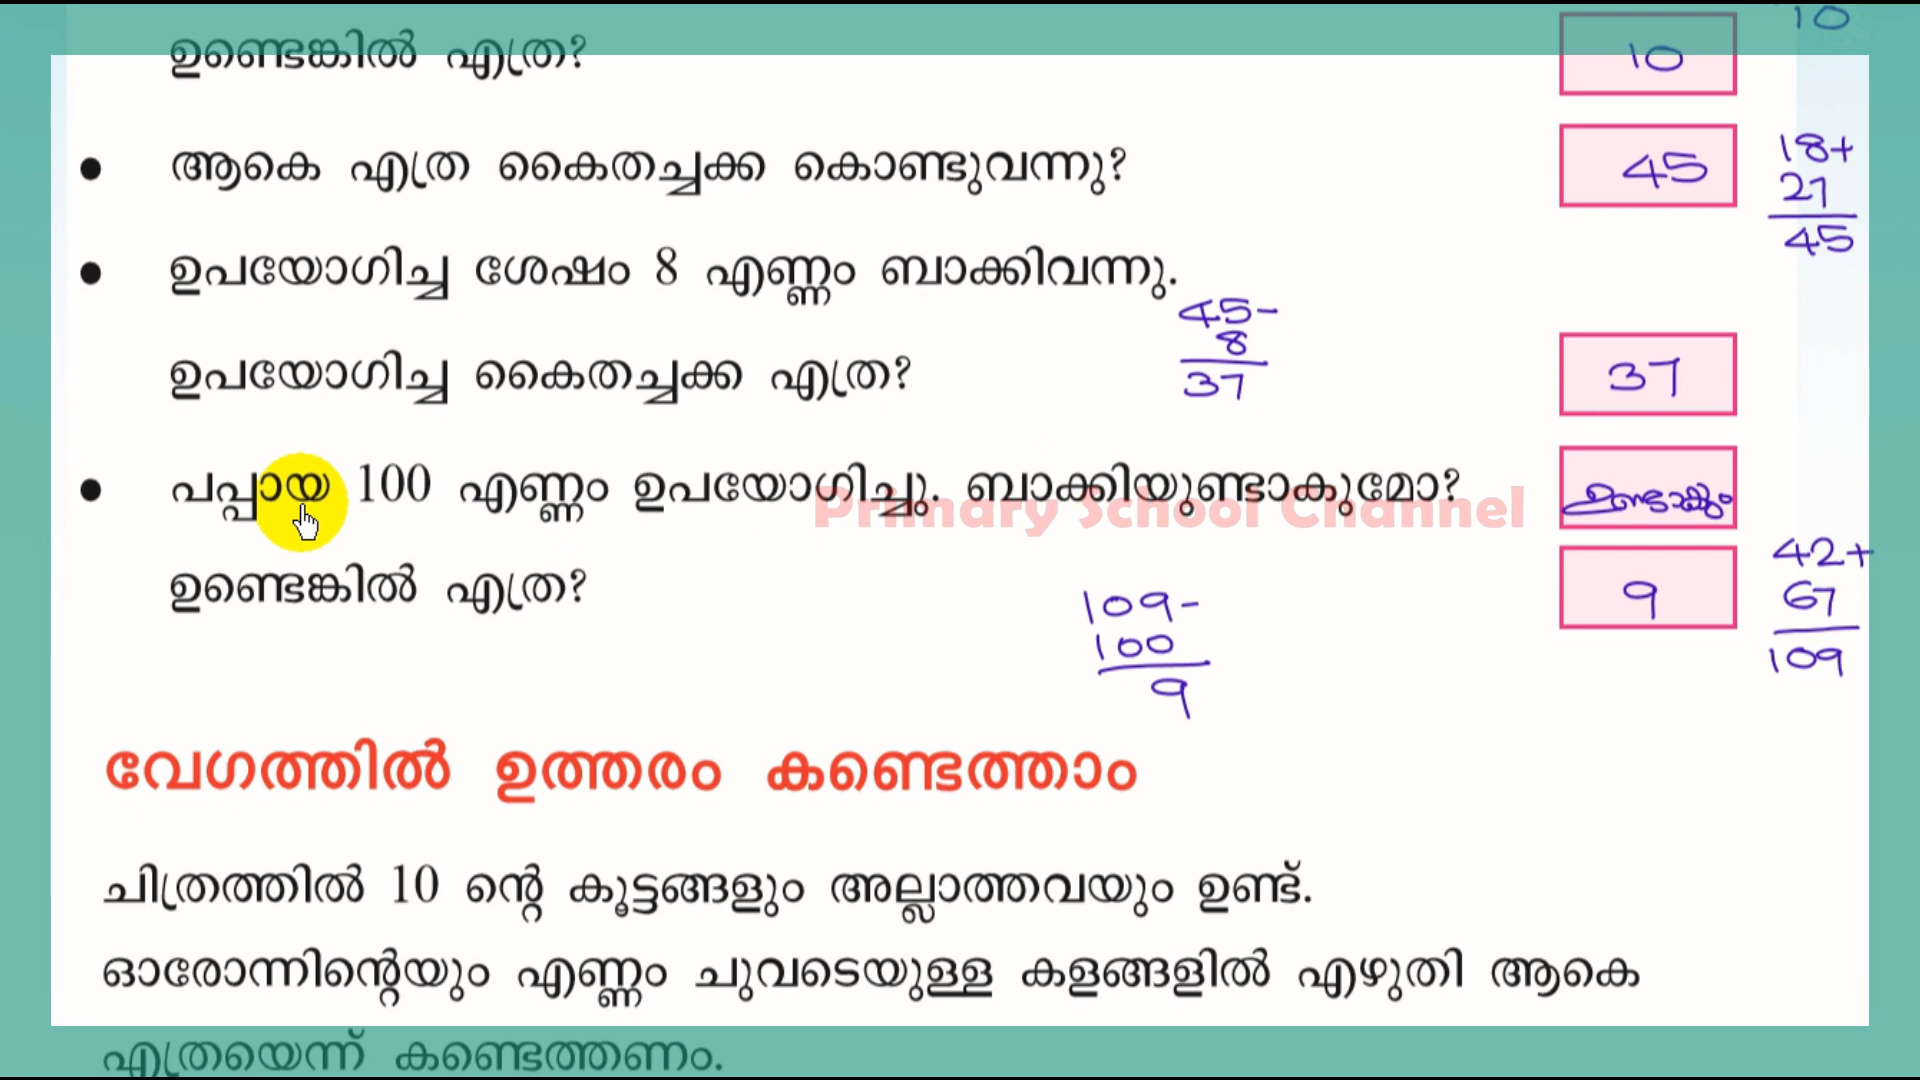 10
ഉണ്ടെങ്കിൽ എത്ര? 10
ആകെ എത്ര കൈതച്ചക്ക കൊണ്ടുവന്നു? 45
18+
27
45
ഉപയോഗിച്ച ശേഷം 8 എണ്ണം ബാക്കിവന്നു.
45-
8
37
ഉപയോഗിച്ച കൈതച്ചക്ക എത്ര? 37
പപ്പായ 100 എണ്ണം ഉപയോഗിച്ചു. ബാക്കിയുണ്ടാകുമോ? ഉണ്ടാകും
Primary School Channel
ഉണ്ടെങ്കിൽ എത്ര? 9
42+
67
109
109-
100
9
വേഗത്തിൽ ഉത്തരം കണ്ടെത്താം
ചിത്രത്തിൽ 10 ന്റെ കൂട്ടങ്ങളും അല്ലാത്തവയും ഉണ്ട്.
ഓരോന്നിന്റെയും എണ്ണം ചുവടെയുള്ള കളങ്ങളിൽ എഴുതി ആകെ
എത്രയെന്ന് കണ്ടെത്തണം.